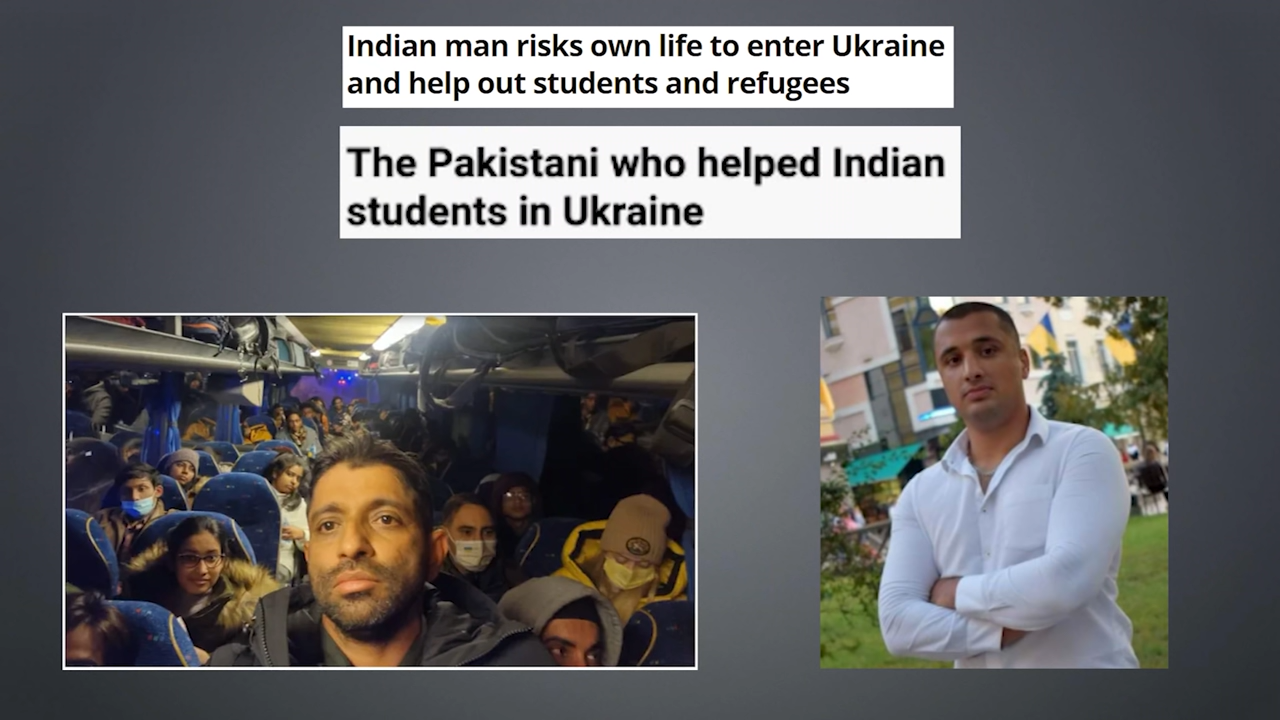 Indian man risks own life to enter Ukraine
and help out students and refugees
The Pakistani who helped Indian
students in Ukraine